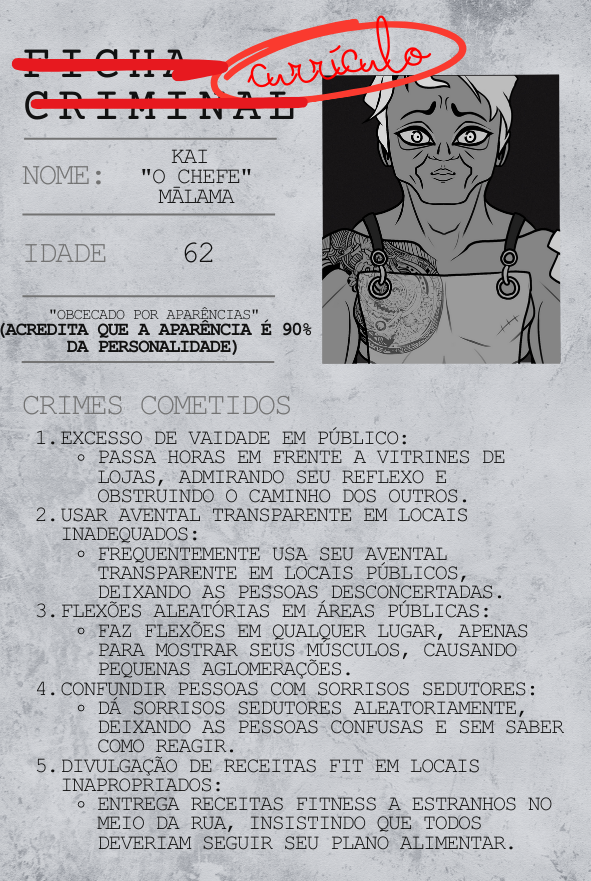 FICHA
currículo
CRIMINAL
NOME:
KAI
"O CHEFE"
MĀLAMA
IDADE
62
"OBCECADO POR APARÊNCIAS"
(ACREDITA QUE A APARÊNCIA É 90%
DA PERSONALIDADE)
CRIMES COMETIDOS
1. EXCESSO DE VAIDADE EM PÚBLICO:
○ PASSA HORAS EM FRENTE A VITRINES DE
LOJAS, ADMIRANDO SEU REFLEXO E
OBSTRUINDO O CAMINHO DOS OUTROS.
2. USAR AVENTAL TRANSPARENTE EM LOCAIS
INADEQUADOS:
○ FREQUENTEMENTE USA SEU AVENTAL
TRANSPARENTE EM LOCAIS PÚBLICOS,
DEIXANDO AS PESSOAS DESCONCERTADAS.
3. FLEXÕES ALEATÓRIAS EM ÁREAS PÚBLICAS:
○ FAZ FLEXÕES EM QUALQUER LUGAR, APENAS
PARA MOSTRAR SEUS MÚSCULOS, CAUSANDO
PEQUENAS AGLOMERAÇÕES.
4. CONFUNDIR PESSOAS COM SORRISOS SEDUTORES:
○ DÁ SORRISOS SEDUTORES ALEATORIAMENTE,
DEIXANDO AS PESSOAS CONFUSAS E SEM SABER
COMO REAGIR.
5. DIVULGAÇÃO DE RECEITAS FIT EM LOCAIS
INAPROPRIADOS:
○ ENTREGA RECEITAS FITNESS A ESTRANHOS NO
MEIO DA RUA, INSISTINDO QUE TODOS
DEVERIAM SEGUIR SEU PLANO ALIMENTAR.